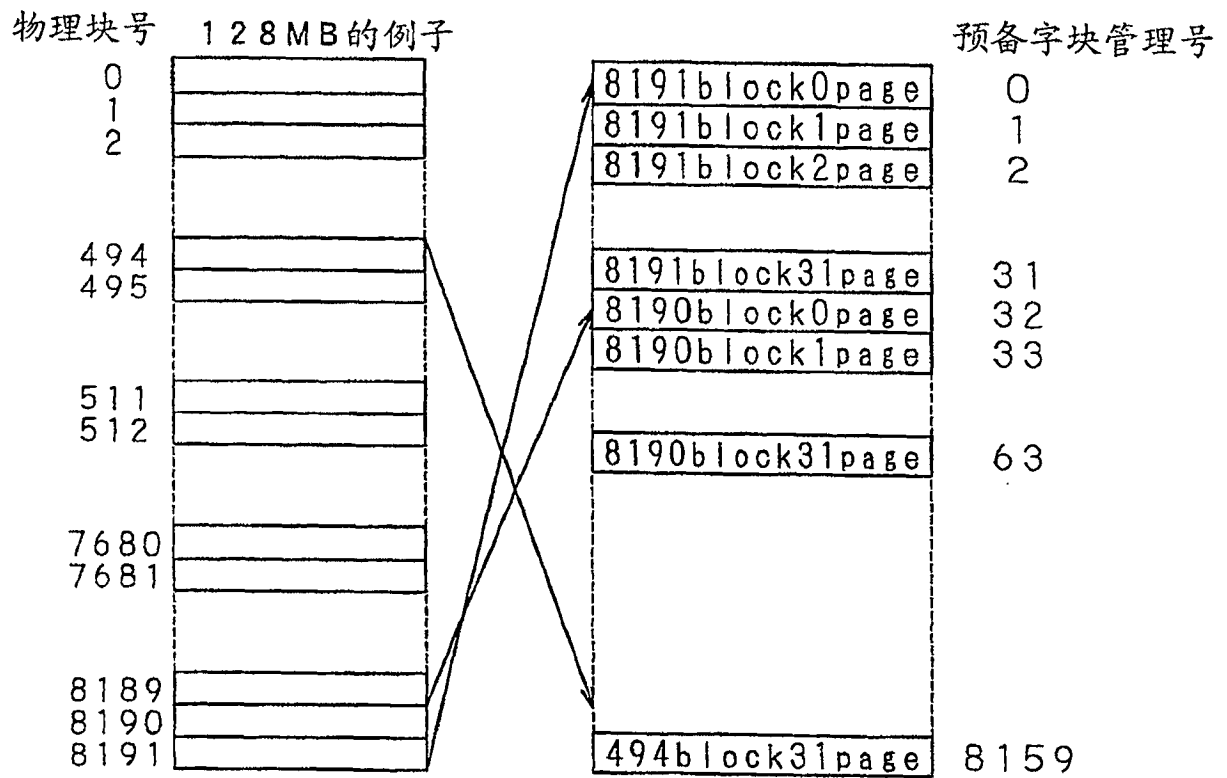 物理块号
128MB的例子
0
1
2
494
495
511
512
7680
7681
8189
8190
8191
预备字块管理号
8191block0page 0
8191block1page 1
8191block2page 2
8191block31page 31
8190block0page 32
8190block1page 33
8190block31page 63
494block31page 8159